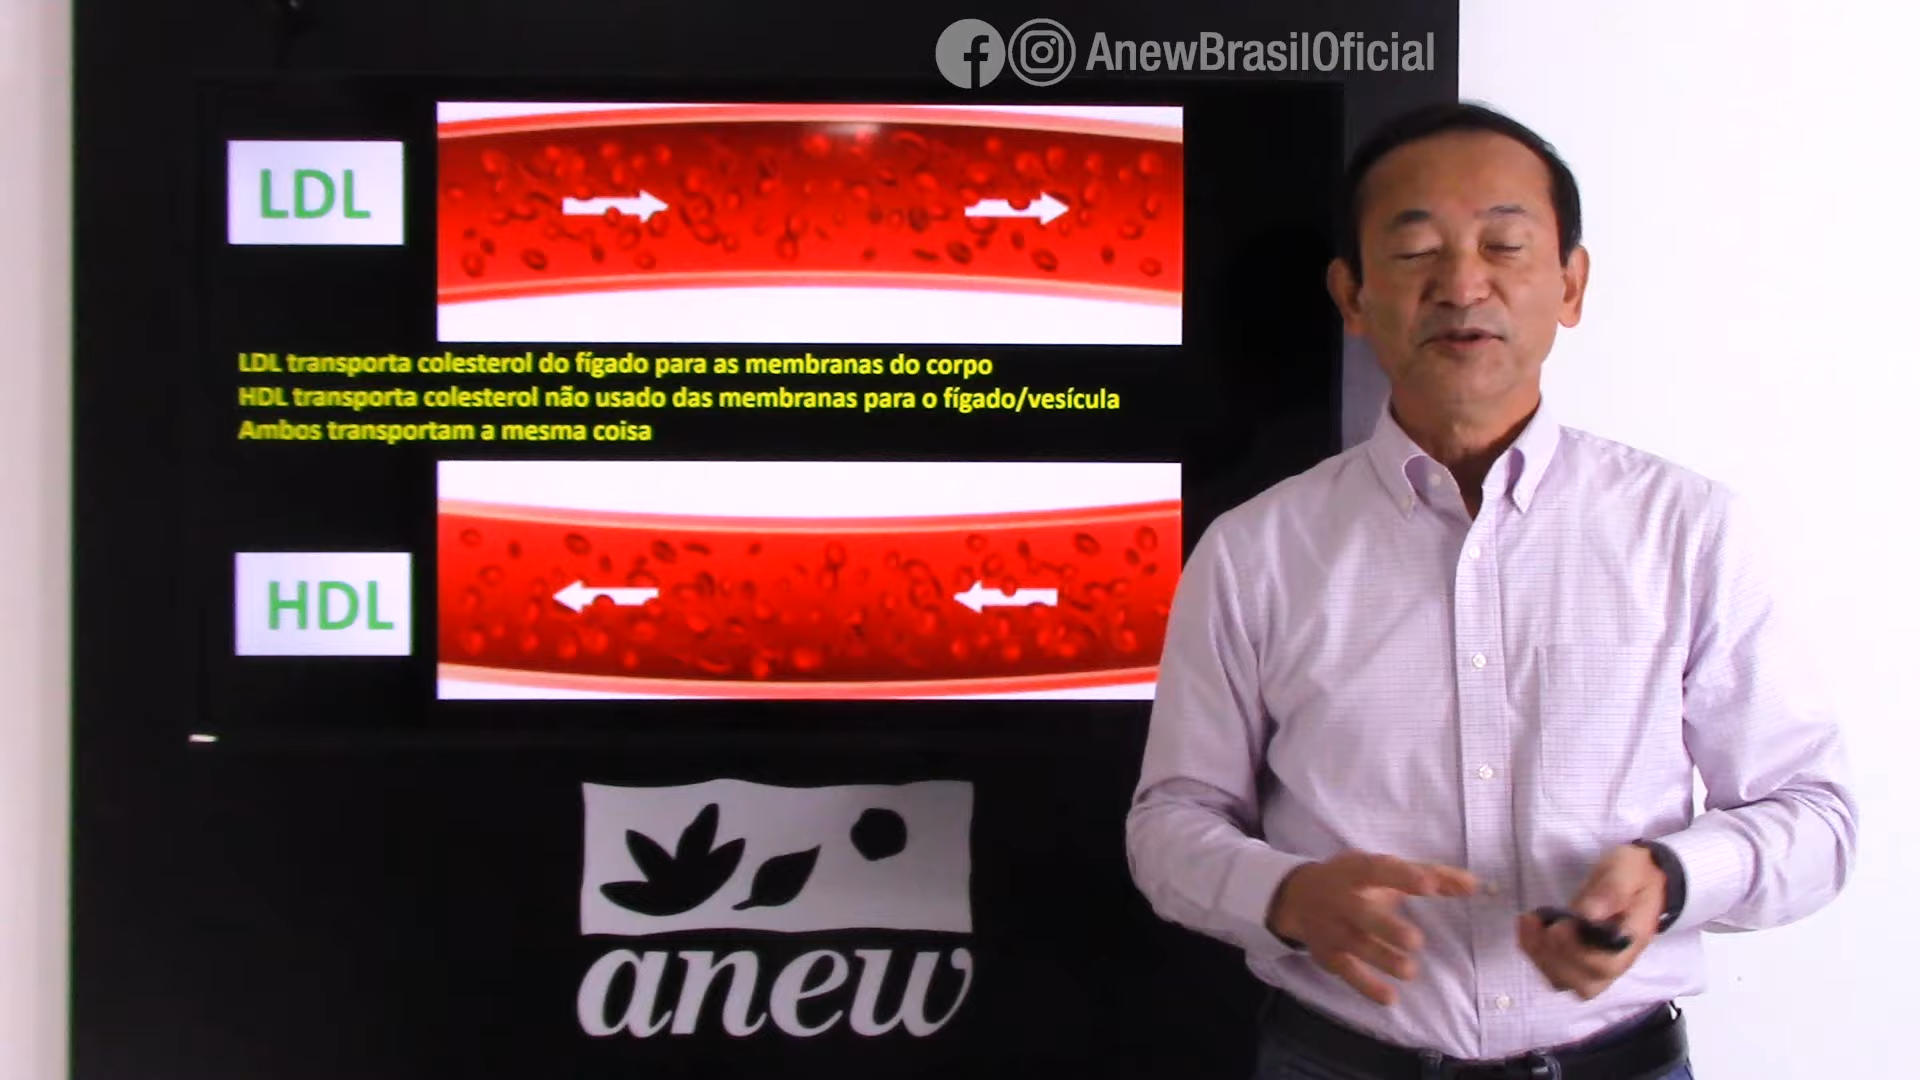 AnewBrasilOficial
LDL
LDL transporta colesterol do fígado para as membranas do corpo
HDL transporta colesterol não usado das membranas para o fígado/vesícula
Ambos transportam a mesma coisa
HDL
anew